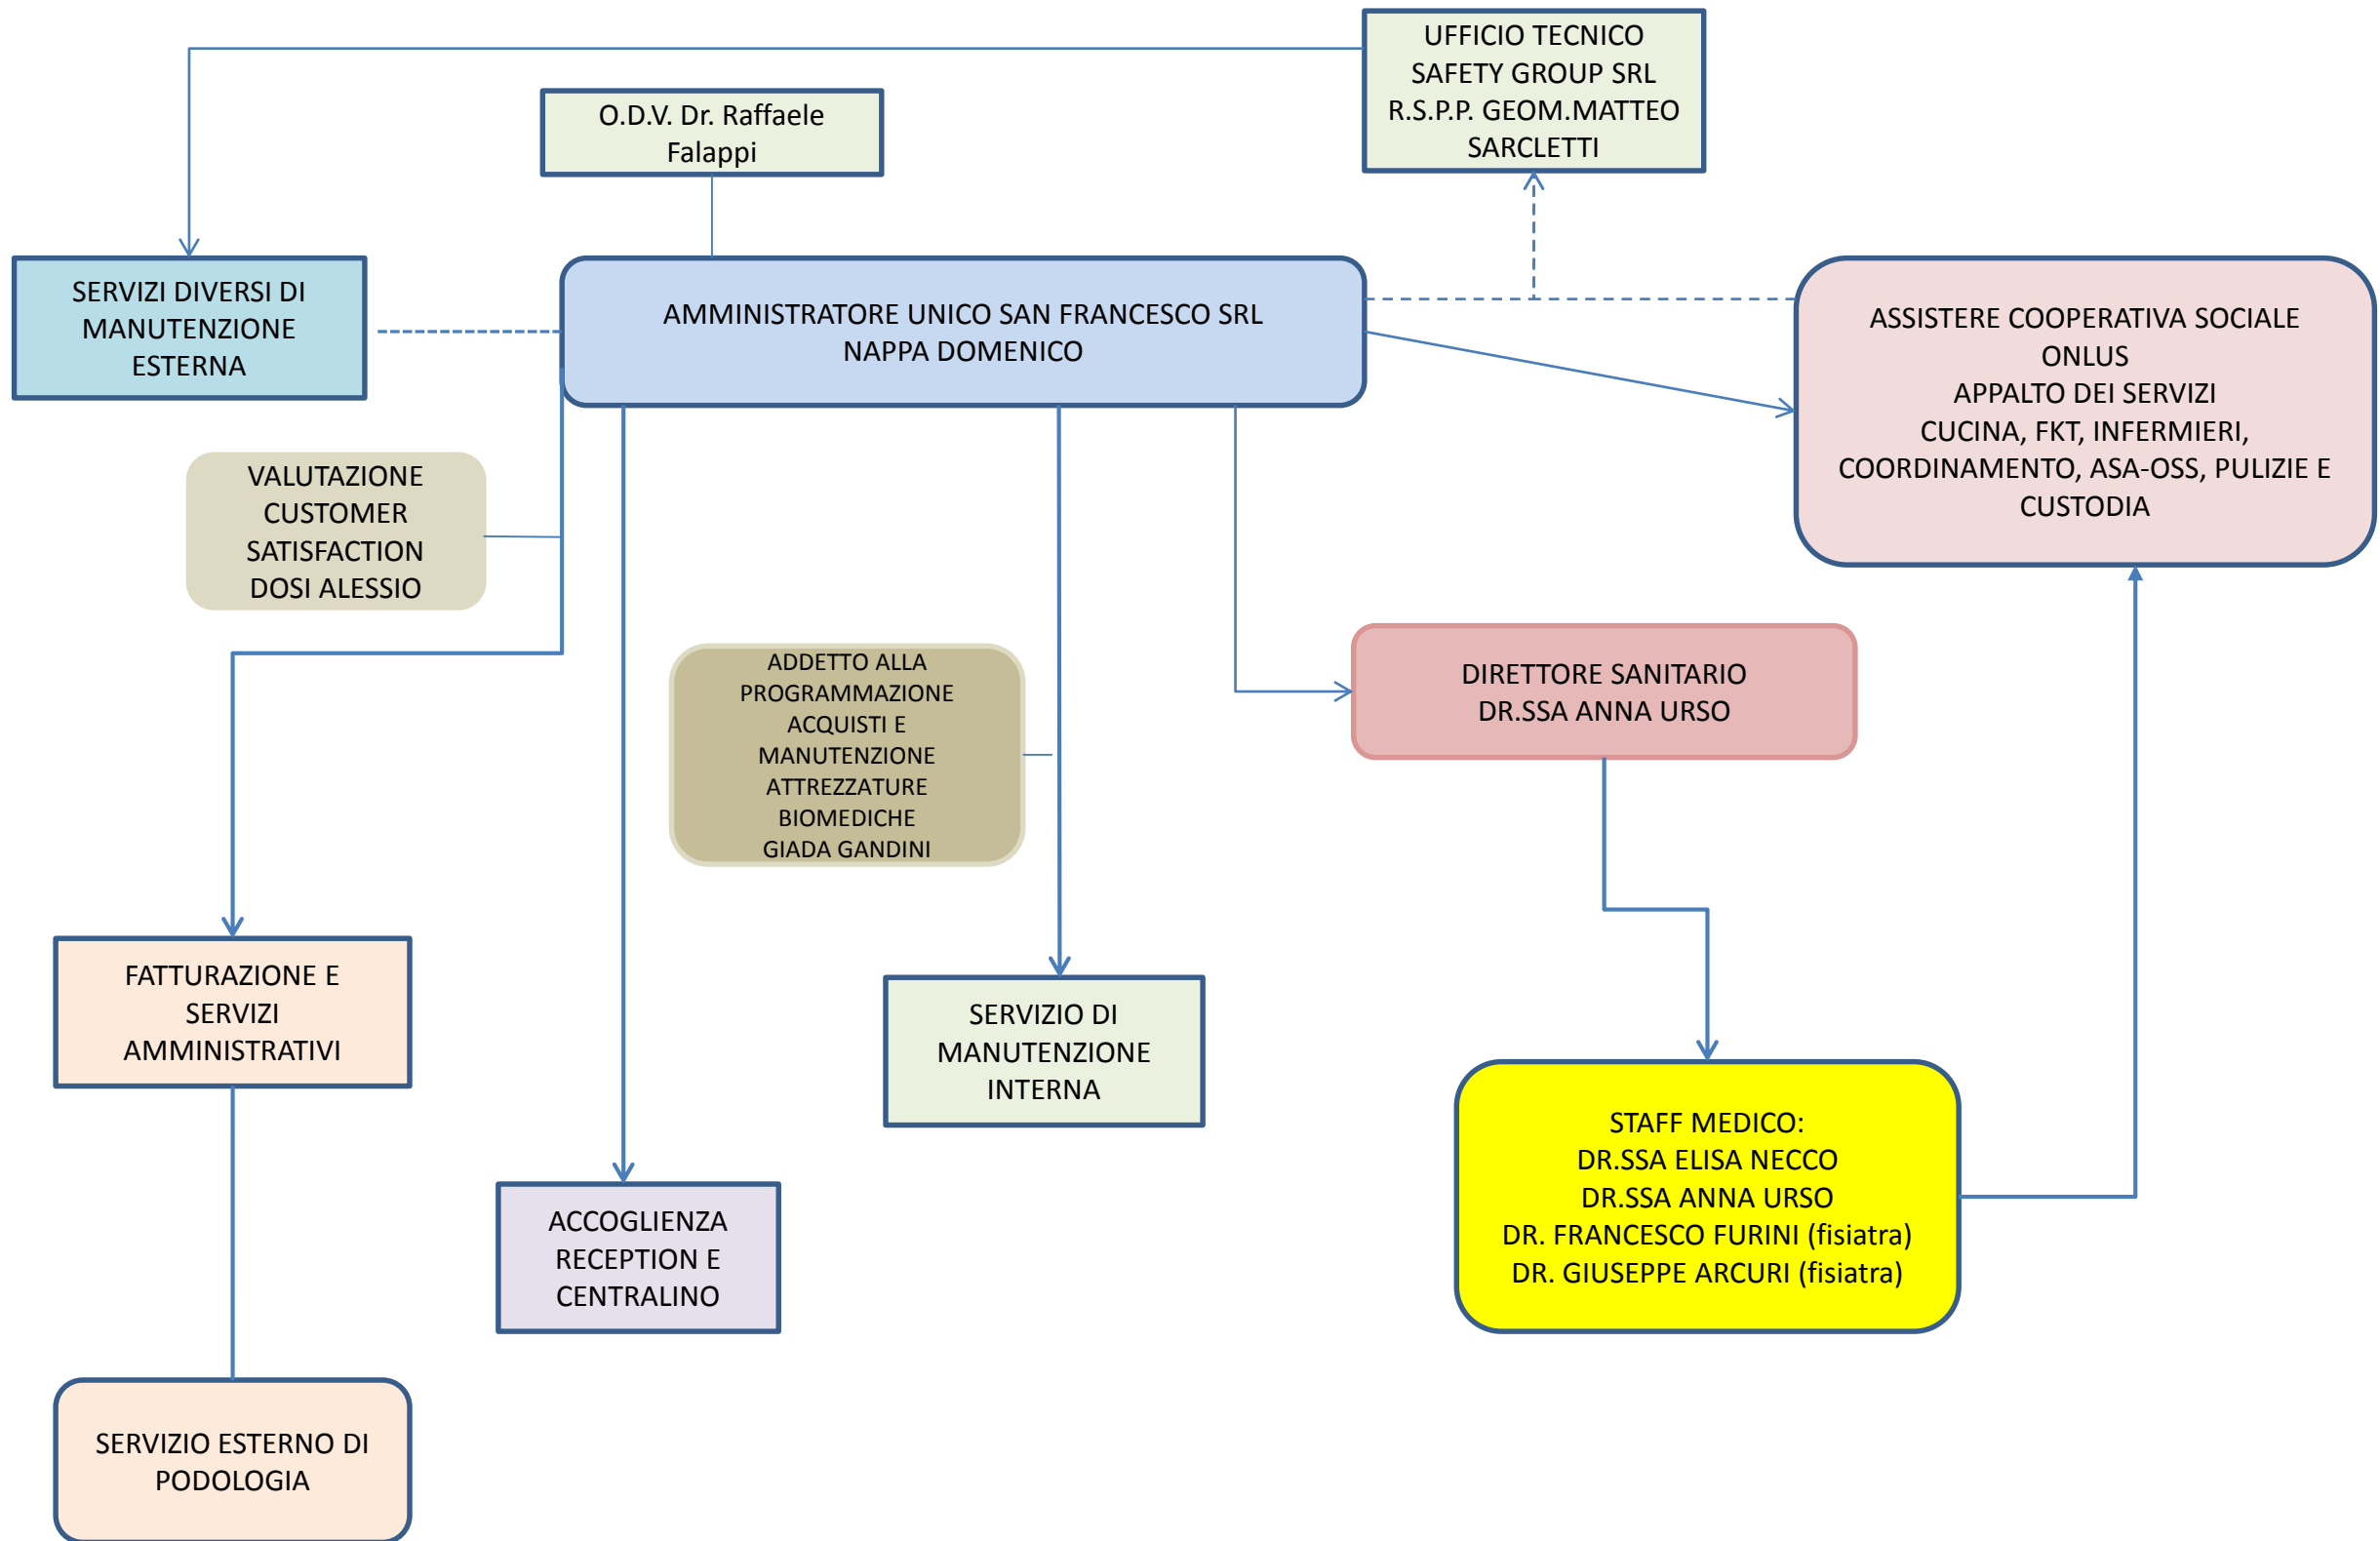 UFFICIO TECNICO
SAFETY GROUP SRL
R.S.P.P. GEOM.MATTEO
SARCLETTI
O.D.V. Dr. Raffaele
Falappi
SERVIZI DIVERSI DI
MANUTENZIONE
ESTERNA
AMMINISTRATORE UNICO SAN FRANCESCO SRL
NAPPA DOMENICO
ASSISTERE COOPERATIVA SOCIALE
ONLUS
APPALTO DEI SERVIZI
CUCINA, FKT, INFERMIERI,
COORDINAMENTO, ASA-OSS, PULIZIE E
CUSTODIA
VALUTAZIONE
CUSTOMER
SATISFACTION
DOSI ALESSIO
ADDETTO ALLA
PROGRAMMAZIONE
ACQUISTI E
MANUTENZIONE
ATTREZZATURE
BIOMEDICHE
GIADA GANDINI
DIRETTORE SANITARIO
DR.SSA ANNA URSO
FATTURAZIONE E
SERVIZI
AMMINISTRATIVI
SERVIZIO DI
MANUTENZIONE
INTERNA
STAFF MEDICO:
DR.SSA ELISA NECCO
DR.SSA ANNA URSO
DR. FRANCESCO FURINI (fisiatra)
DR. GIUSEPPE ARCURI (fisiatra)
ACCOGLIENZA
RECEPTION E
CENTRALINO
SERVIZIO ESTERNO DI
PODOLOGIA